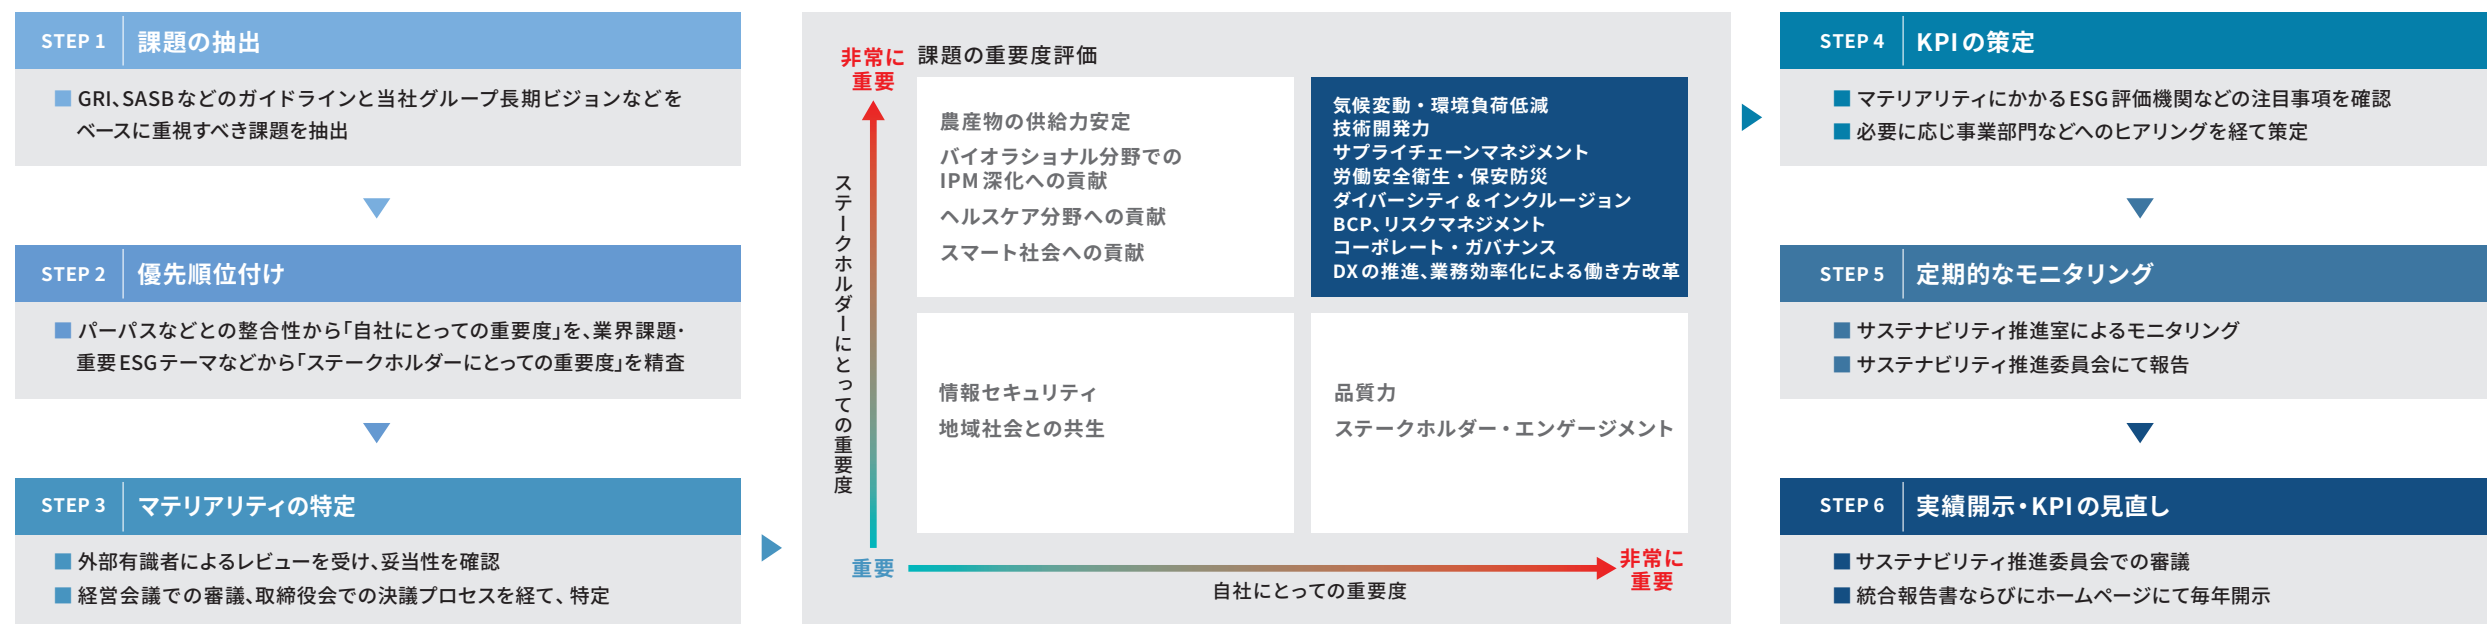 STEP 1 課題の抽出
■ GRI、SASBなどのガイドラインと当社グループ長期ビジョンなどを
ベースに重視すべき課題を抽出
STEP 2 優先順位付け
■ パーパスなどとの整合性から「自社にとっての重要度」を、業界課題・
重要ESGテーマなどから「ステークホルダーにとっての重要度」を精査
STEP 3 マテリアリティの特定
■ 外部有識者によるレビューを受け、妥当性を確認
■ 経営会議での審議、取締役会での決議プロセスを経て、特定
課題の重要度評価
非常に
重要
ステークホルダーにとっての重要度
農産物の供給力安定
バイオラショナル分野での
IPM深化への貢献
ヘルスケア分野への貢献
スマート社会への貢献
気候変動・環境負荷低減
技術開発力
サプライチェーンマネジメント
労働安全衛生・保安防災
ダイバーシティ&インクルージョン
BCP、リスクマネジメント
コーポレート・ガバナンス
DXの推進、業務効率化による働き方改革
情報セキュリティ
地域社会との共生
品質力
ステークホルダー・エンゲージメント
重要
自社にとっての重要度
非常に
重要
STEP 4 KPIの策定
■ マテリアリティにかかるESG評価機関などの注目事項を確認
■ 必要に応じ事業部門などへのヒアリングを経て策定
STEP 5 定期的なモニタリング
■ サステナビリティ推進室によるモニタリング
■ サステナビリティ推進委員会にて報告
STEP 6 実績開示・KPIの見直し
■ サステナビリティ推進委員会での審議
■ 統合報告書ならびにホームページにて毎年開示